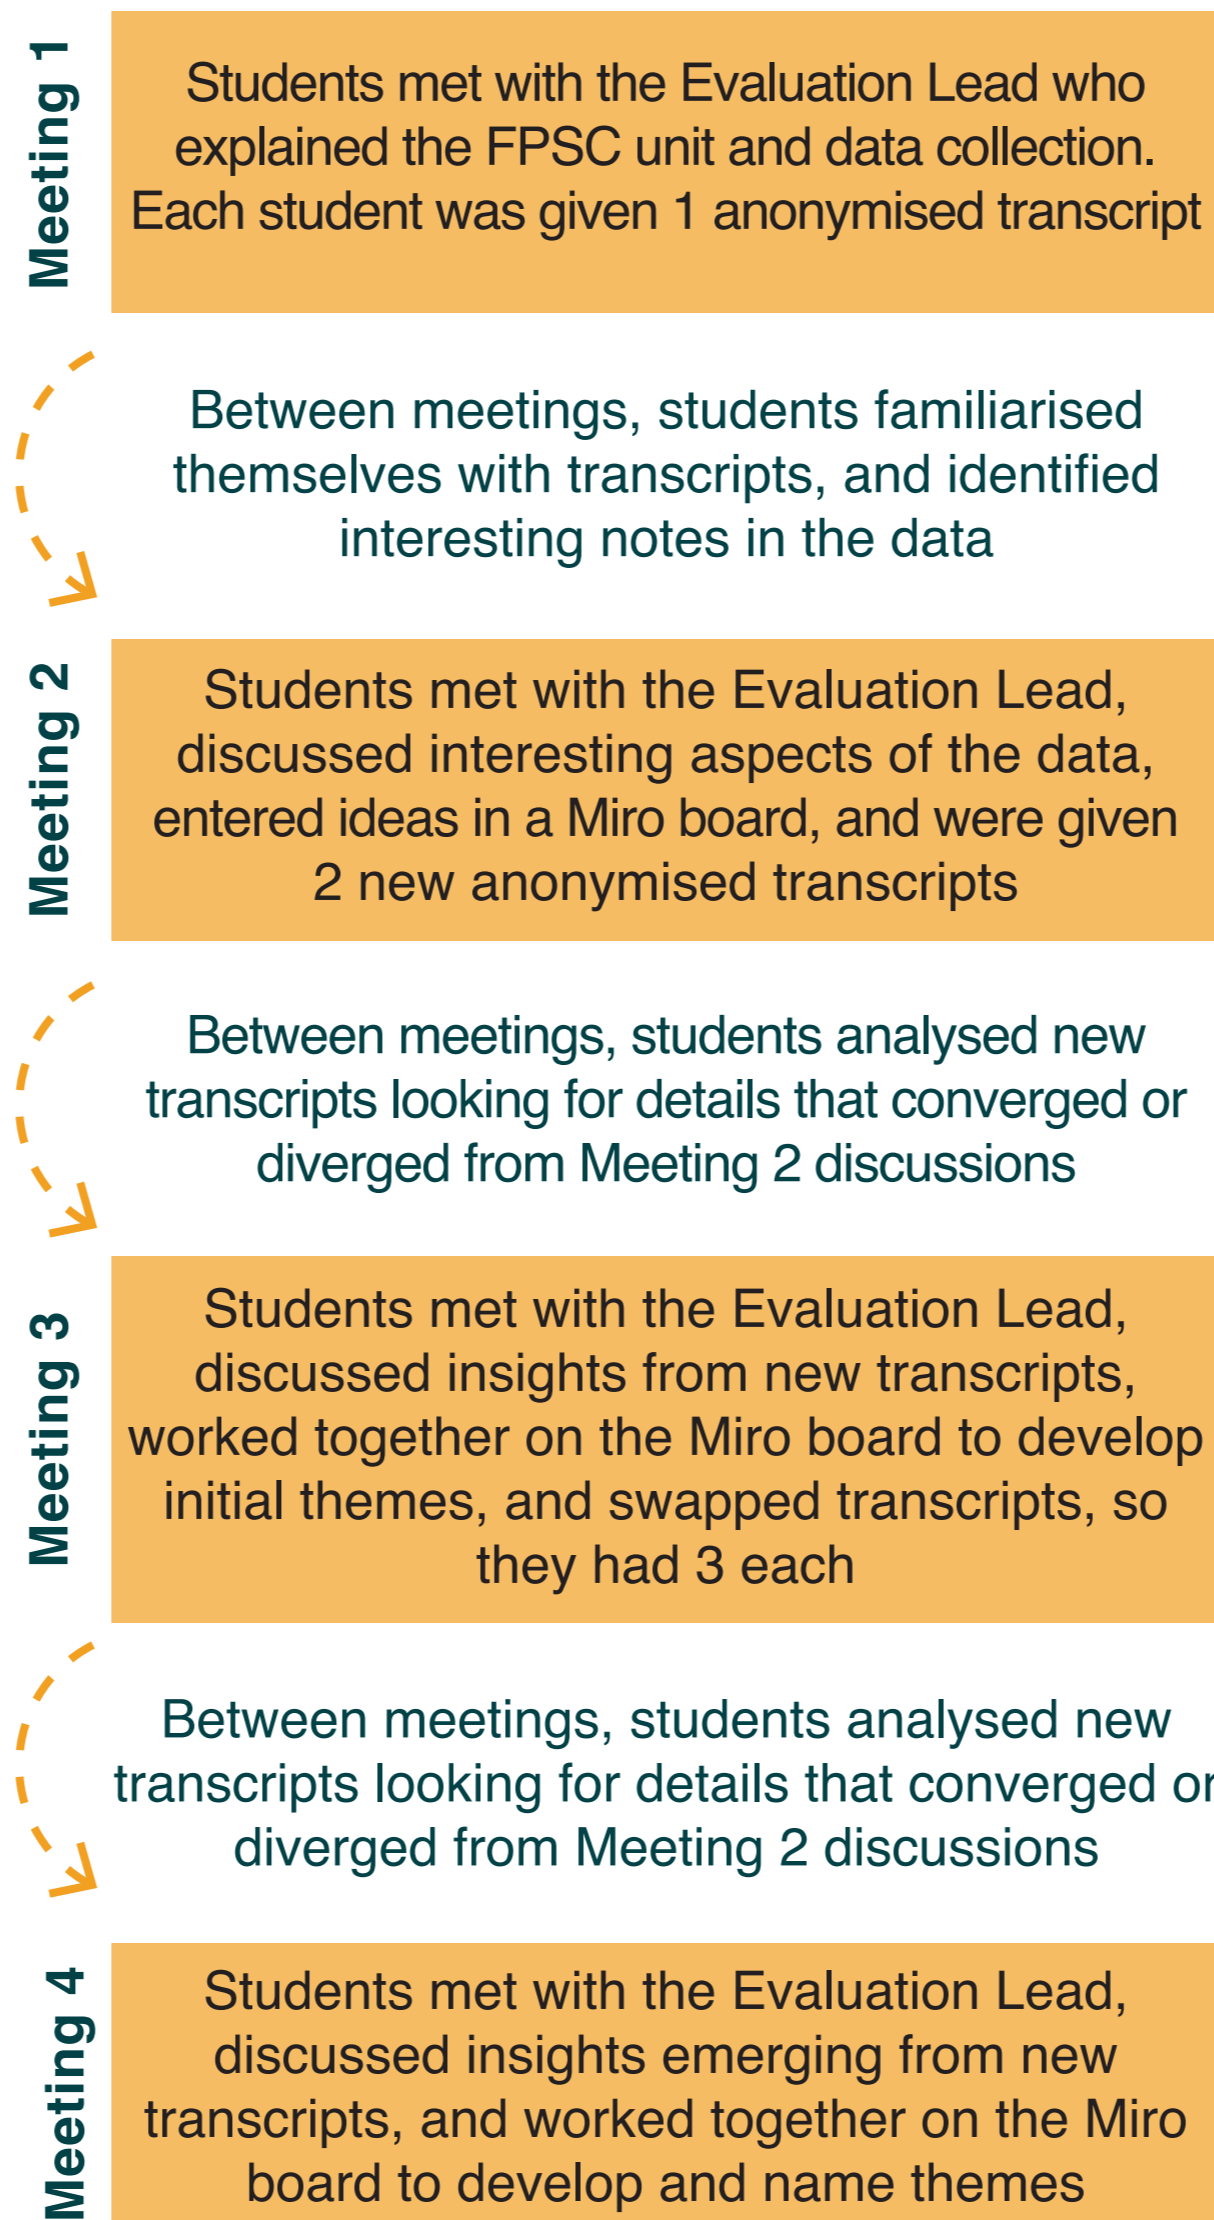 Meeting 1
Students met with the Evaluation Lead who
explained the FPSC unit and data collection.
Each student was given 1 anonymised transcript
Between meetings, students familiarised
themselves with transcripts, and identified
interesting notes in the data
Meeting 2
Students met with the Evaluation Lead,
discussed interesting aspects of the data,
entered ideas in a Miro board, and were given
2 new anonymised transcripts
Between meetings, students analysed new
transcripts looking for details that converged or
diverged from Meeting 2 discussions
Meeting 3
Students met with the Evaluation Lead,
discussed insights from new transcripts,
worked together on the Miro board to develop
initial themes, and swapped transcripts, so
they had 3 each
Between meetings, students analysed new
transcripts looking for details that converged or
diverged from Meeting 2 discussions
Meeting 4
Students met with the Evaluation Lead,
discussed insights emerging from new
transcripts, and worked together on the Miro
board to develop and name themes